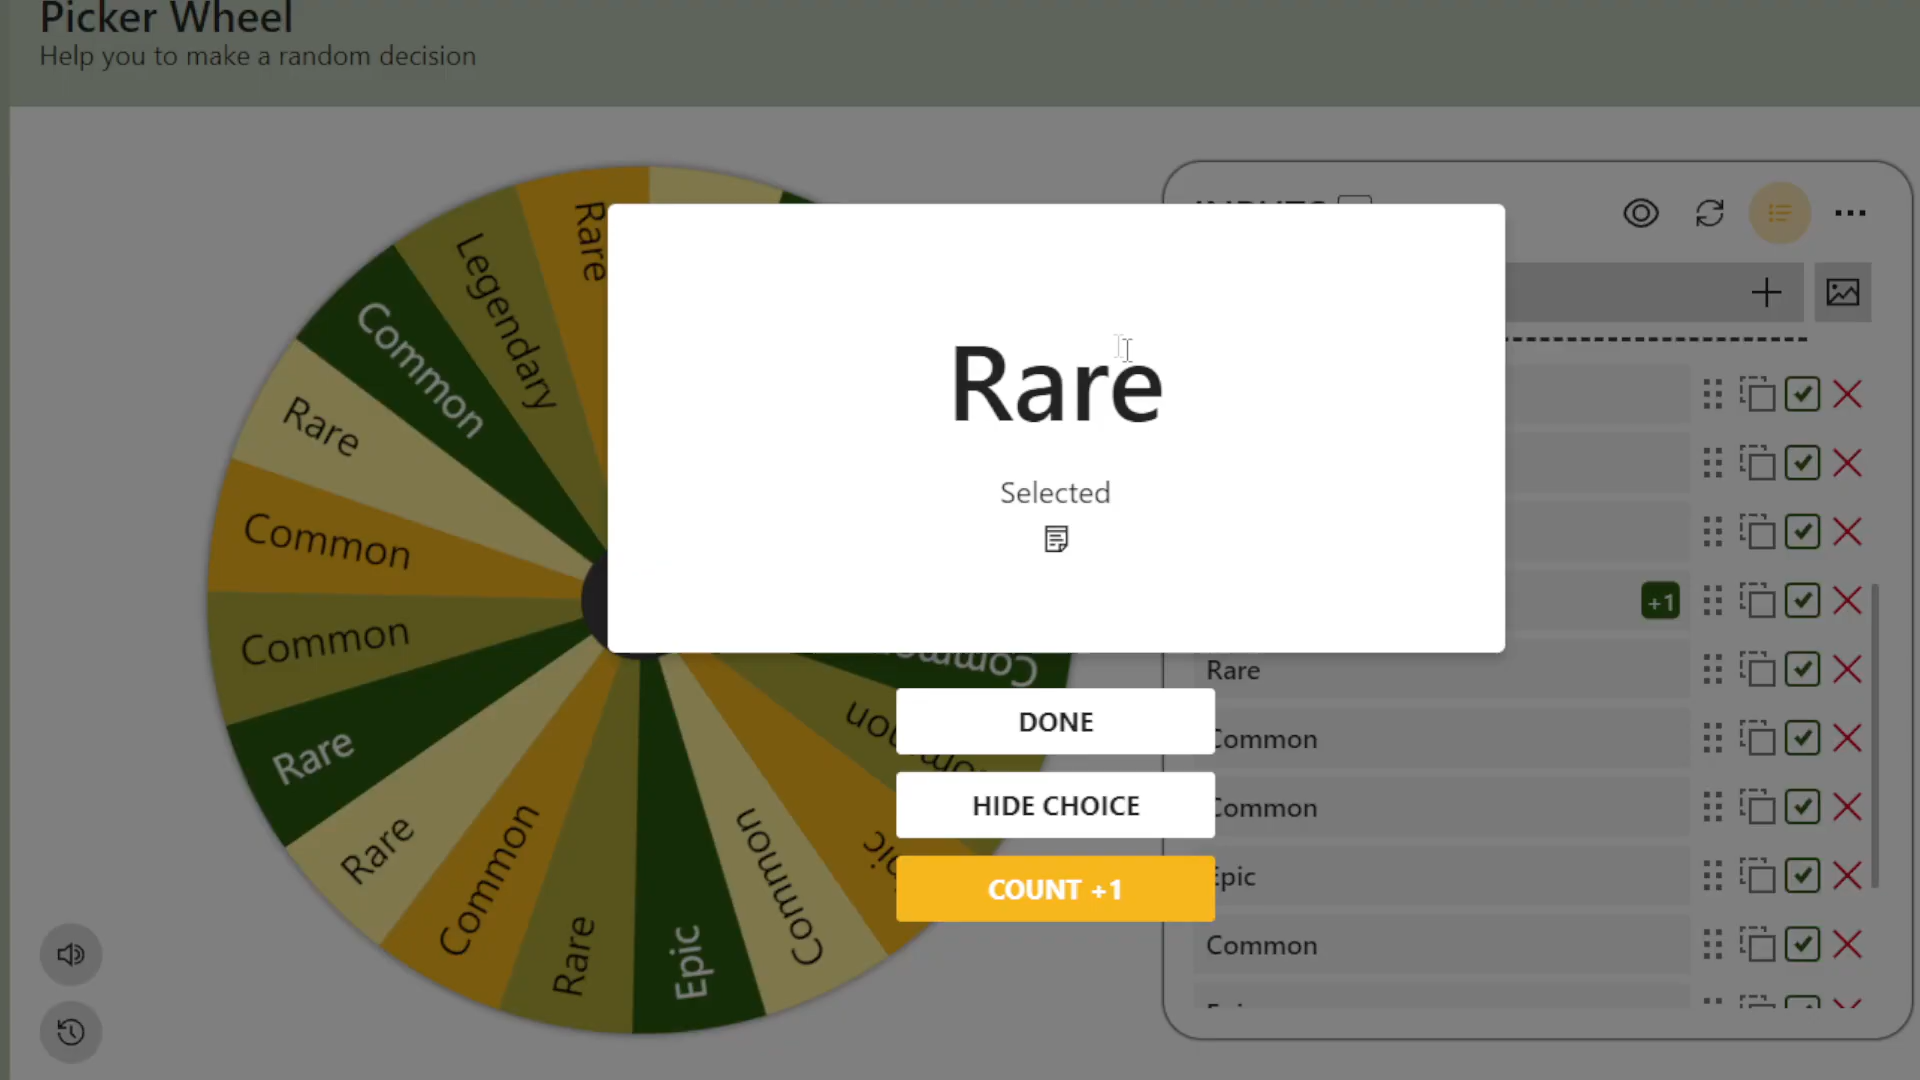 Picker Wheel
Help you to make a random decision
Rare
Legendary
Common
Rare
Common
Common
Rare
Rare
Common
Rare
Epic
Common
Common
Rare
Selected
DONE
HIDE CHOICE
COUNT +1
+1
Rare
Common
Common
Epic
Common